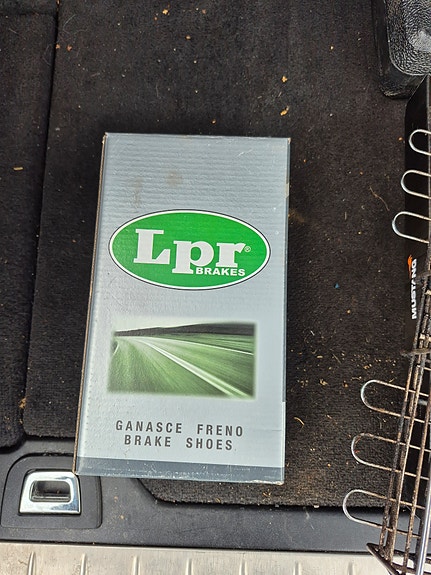 Lpr®
BRAKES
GANASCE FRENO
BRAKE SHOES
MUSTANG